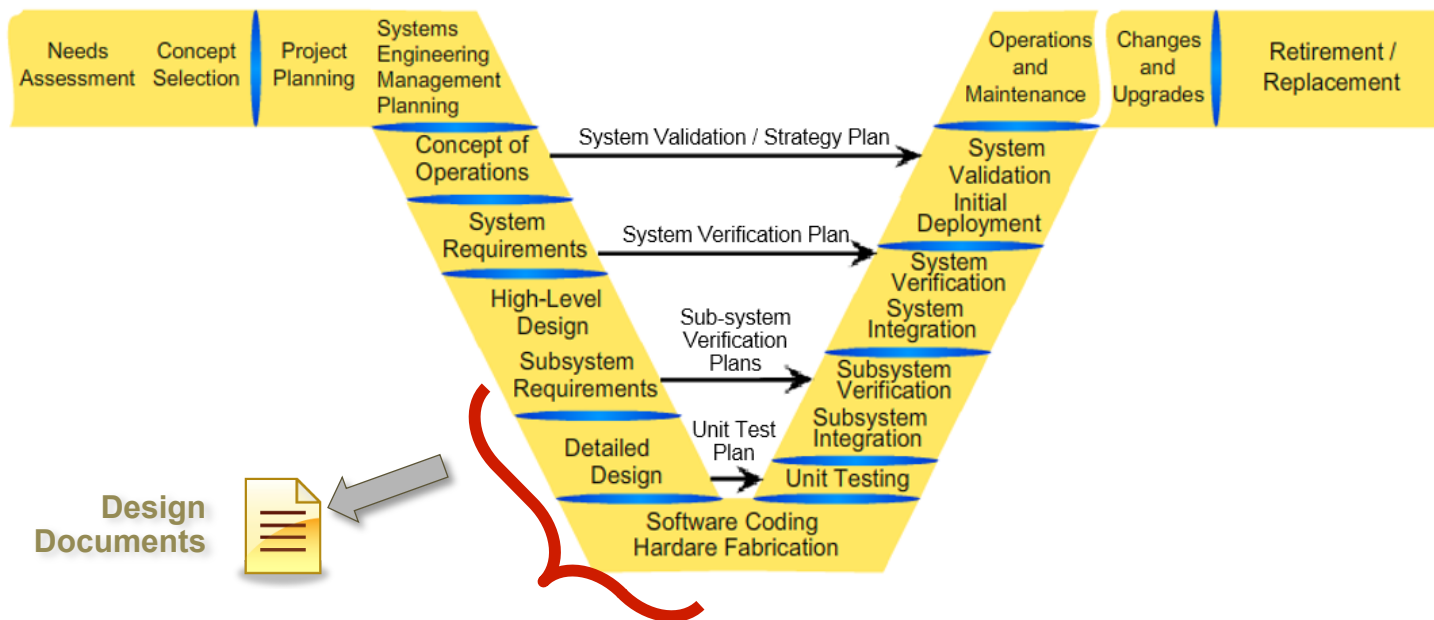 Needs
Assessment
Concept
Selection
Project
Planning
Systems
Engineering
Management
Planning
Operations
and
Maintenance
Changes
and
Upgrades
Retirement /
Replacement
Concept of
Operations
System Validation / Strategy Plan
System
Validation
Initial
Deployment
System
Requirements
System Verification Plan
System
Verification
System
Integration
High-Level
Design
Subsystem
Requirements
Sub-system
Verification
Plans
Subsystem
Verification
Subsystem
Integration
Detailed
Design
Unit Test
Plan
Unit Testing
Software Coding
Hardare Fabrication
Design
Documents